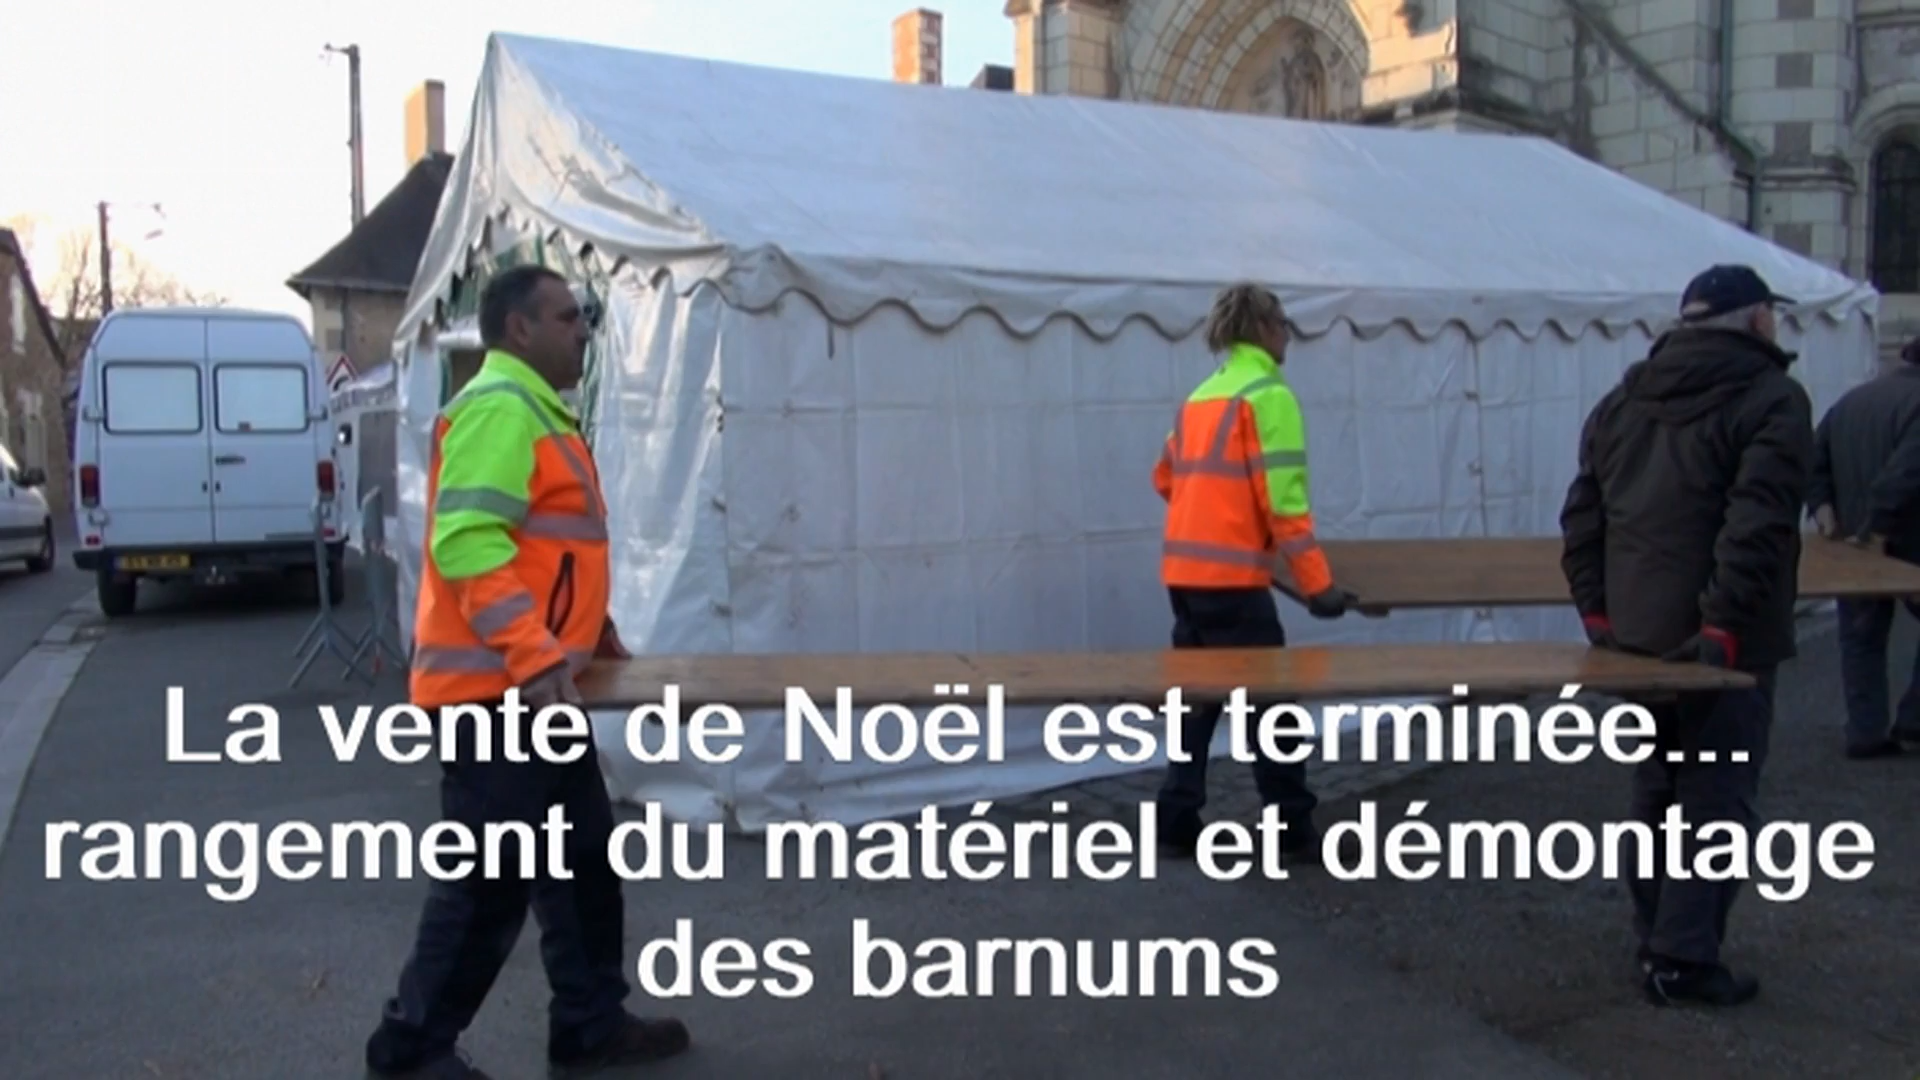 La vente de Noël est terminée...
rangement du matériel et démontage
des barnums